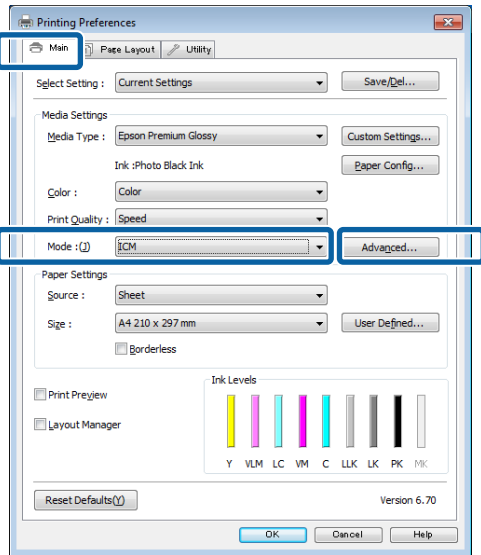 Printing Preferences
Main Page Layout Utility
Select Setting : Current Settings Save/Del...
Media Settings
Media Type : Epson Premium Glossy Custom Settings...
Ink :Photo Black Ink Paper Config...
Color : Color
Print Quality : Speed
Mode :(J) ICM Advanced...
Paper Settings
Source : Sheet
Size : A4 210 x 297 mm User Defined...
Borderless
Ink Levels
Print Preview
Layout Manager
Y VLM LC VM C LLK LK PK MK
Reset Defaults(Y) Version 6.70
OK Cancel Help